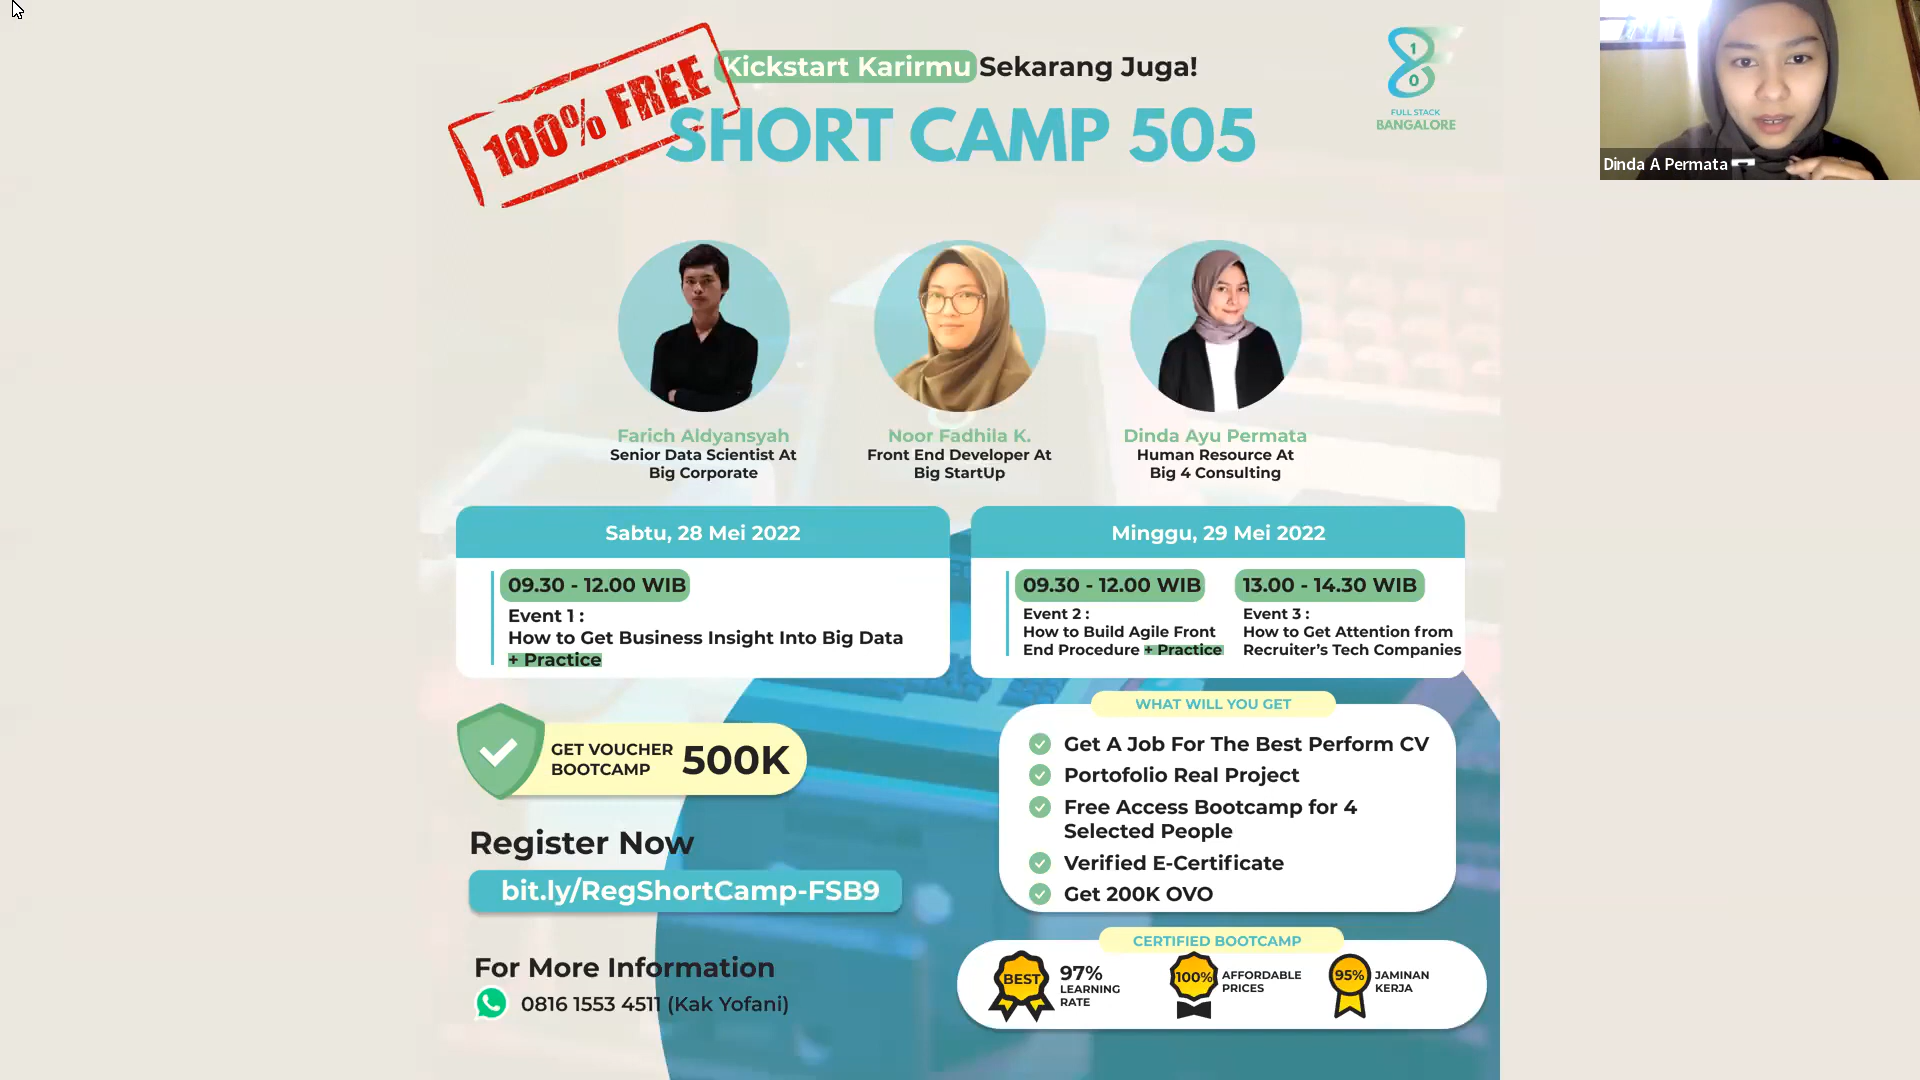 100% FREE
Kickstart Karirmu Sekarang Juga!
SHORT CAMP 505
1
0
FULL STACK
BANGALORE
Dinda A Permata
Farich Aldyansyah
Senior Data Scientist At
Big Corporate
Noor Fadhila K.
Front End Developer At
Big StartUp
Dinda Ayu Permata
Human Resource At
Big 4 Consulting
Sabtu, 28 Mei 2022
09.30 - 12.00 WIB
Event 1 :
How to Get Business Insight Into Big Data
+ Practice
Minggu, 29 Mei 2022
09.30 - 12.00 WIB
Event 2 :
How to Build Agile Front
End Procedure + Practice
13.00 - 14.30 WIB
Event 3 :
How to Get Attention from
Recruiter's Tech Companies
GET VOUCHER
BOOTCAMP
500K
Register Now
bit.ly/RegShortCamp-FSB9
For More Information
0816 1553 4511 (Kak Yofani)
WHAT WILL YOU GET
Get A Job For The Best Perform CV
Portofolio Real Project
Free Access Bootcamp for 4
Selected People
Verified E-Certificate
Get 200K OVO
CERTIFIED BOOTCAMP
BEST
97%
LEARNING
RATE
100%
AFFORDABLE
PRICES
95%
JAMINAN
KERJA